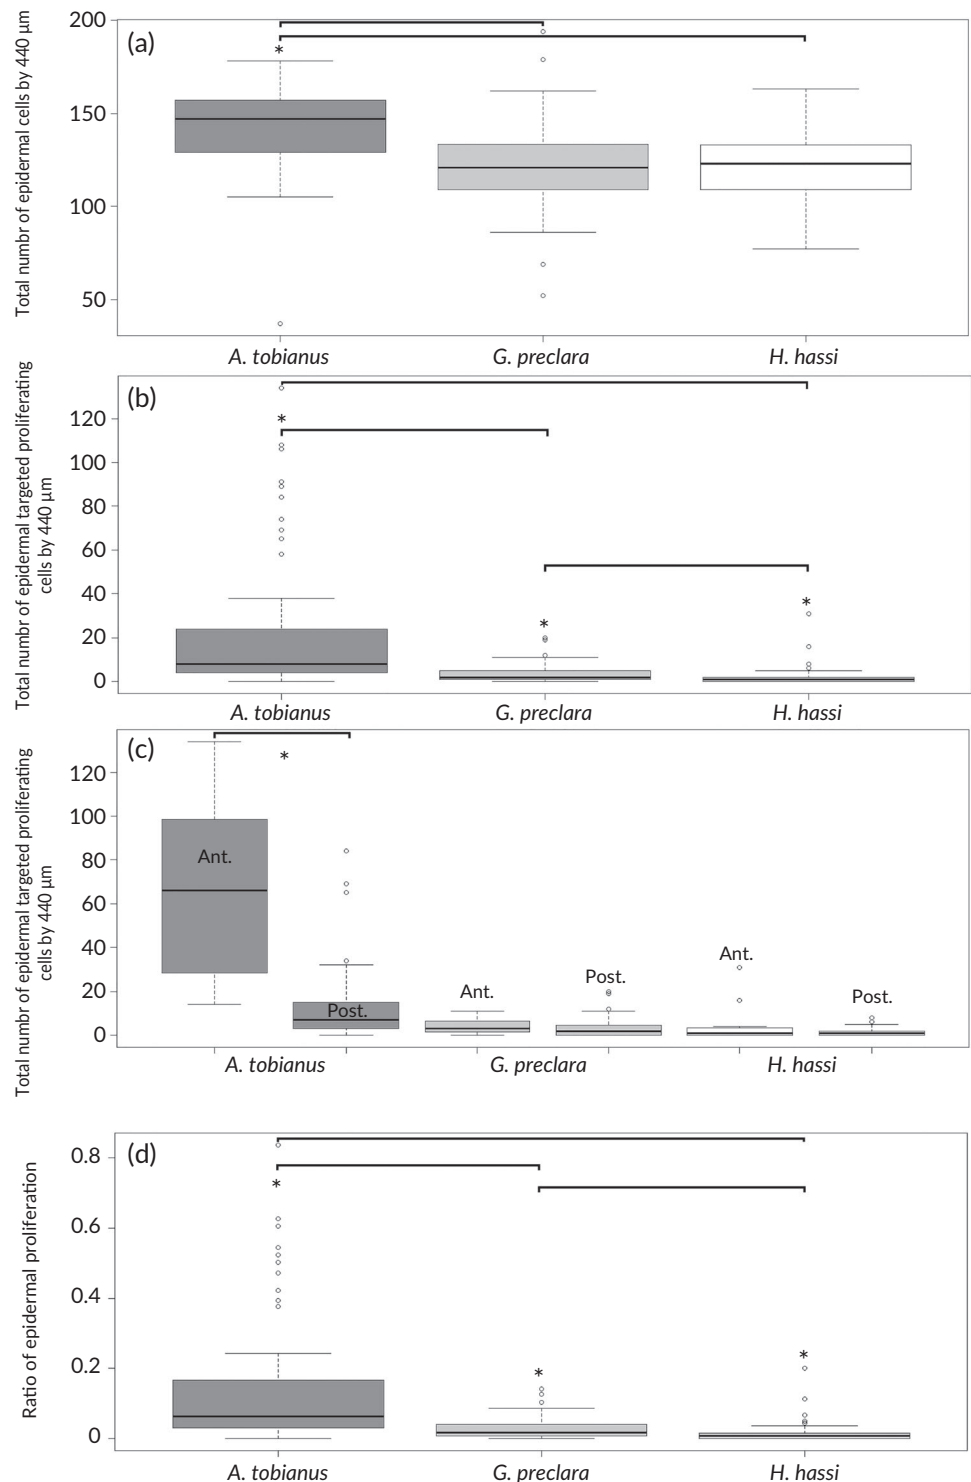 (a)
Total numbr of epidermal cells by 440 µm
200
150
100
50
*
A. tobianus
G. preclara
H. hassi
(b)
Total numbr of epidermal targeted proliferating
cells by 440 µm
120
100
80
60
40
20
0
*
*
*
A. tobianus
G. preclara
H. hassi
(c)
Total numbr of epidermal targeted proliferating
cells by 440 µm
120
100
80
60
40
20
0
*
Ant.
Post.
Ant.
Post.
Ant.
Post.
A. tobianus
G. preclara
H. hassi
(d)
Ratio of epidermal proliferation
0.8
0.6
0.4
0.2
0
*
*
*
A. tobianus
G. preclara
H. hassi